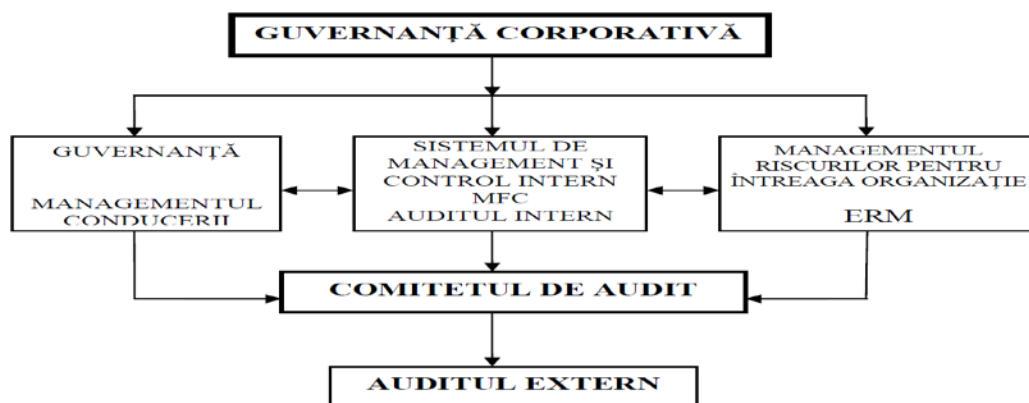 GUVERNANȚĂ CORPORATIVĂ
GUVERNANȚĂ
MANAGEMENTUL
CONDUCERII
SISTEMUL DE
MANAGEMENT ȘI
CONTROL INTERN
MFC
AUDITUL INTERN
MANAGEMENTUL
RISCURILOR PENTRU
ÎNTREAGA ORGANIZAȚIE
ERM
COMITETUL DE AUDIT
AUDITUL EXTERN